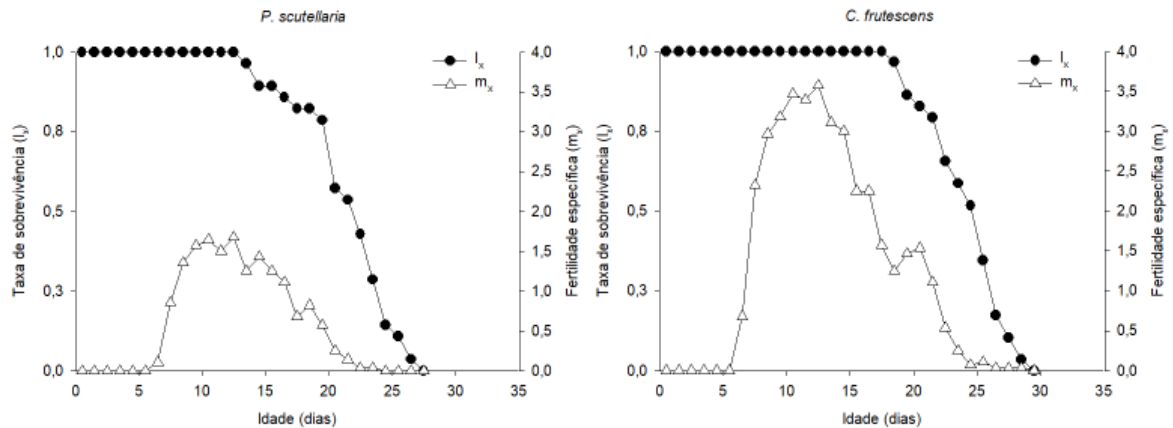 P. scutellaria
1,0
0,8
0,5
0,3
0,0
Taxa de sobrevivência (lx)
lx
mx
4,0
3,5
3,0
2,5
2,0
1,5
1,0
0,5
0,0
Fertilidade específica (mx)
0 5 10 15 20 25 30 35
Idade (dias)
C. frutescens
1,0
0,8
0,5
0,3
0,0
Taxa de sobrevivência (lx)
lx
mx
4,0
3,5
3,0
2,5
2,0
1,5
1,0
0,5
0,0
Fertilidade específica (mx)
0 5 10 15 20 25 30 35
Idade (dias)